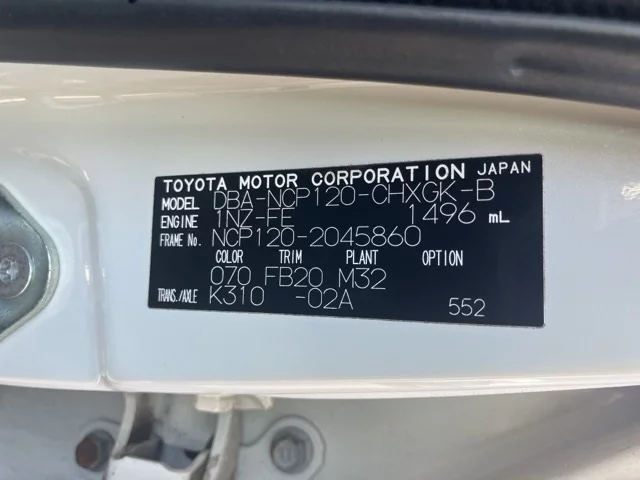 TOYOTA MOTOR CORPORATION JAPAN
MODEL DBA-NCP120-CHXGK-B
ENGINE 1NZ-FE 1496 mL
FRAME No. NCP120-2045860
COLOR TRIM PLANT OPTION
070 FB20 M32
TRANS./AXLE K310 -02A 552